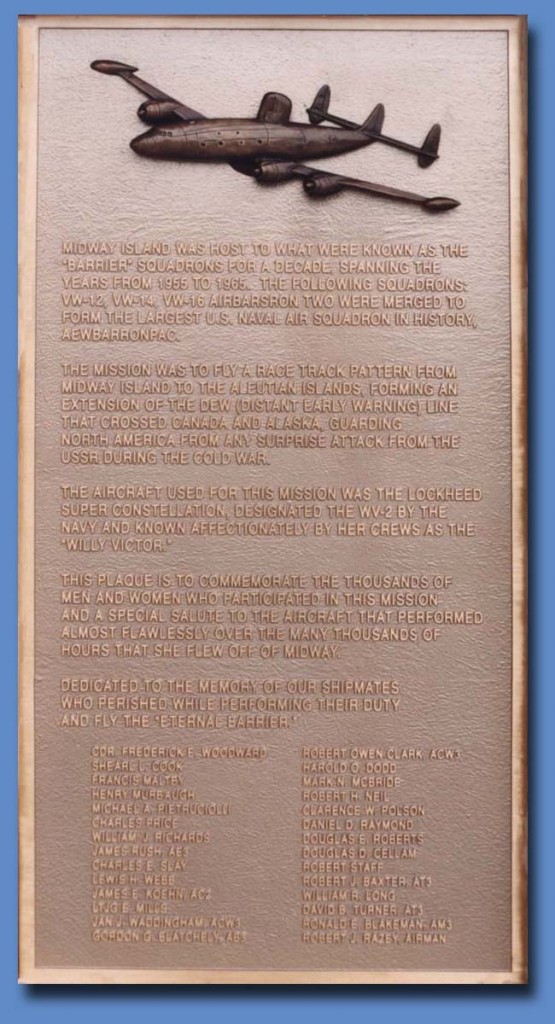 MIDWAY ISLAND WAS HOST TO WHAT WERE KNOWN AS THE
"BARRIER" SQUADRONS FOR A DECADE, SPANNING THE
YEARS FROM 1955 TO 1965. THE FOLLOWING SQUADRONS:
VW-12, VW-14, VW-16 AIRBARSRON TWO WERE MERGED TO
FORM THE LARGEST U.S. NAVAL AIR SQUADRON IN HISTORY,
AEWBARRONPAC.
THE MISSION WAS TO FLY A RACE TRACK PATTERN FROM
MIDWAY ISLAND TO THE ALEUTIAN ISLANDS, FORMING AN
EXTENSION OF THE DEW (DISTANT EARLY WARNING) LINE
THAT CROSSED CANADA AND ALASKA, GUARDING
NORTH AMERICA FROM ANY SURPRISE ATTACK FROM THE
USSR DURING THE COLD WAR.
THE AIRCRAFT USED FOR THIS MISSION WAS THE LOCKHEED
SUPER CONSTELLATION, DESIGNATED THE WV-2 BY THE
NAVY AND KNOWN AFFECTIONATELY BY HER CREWS AS THE
"WILLY VICTOR."
THIS PLAQUE IS TO COMMEMORATE THE THOUSANDS OF
MEN AND WOMEN WHO PARTICIPATED IN THIS MISSION
AND A SPECIAL SALUTE TO THE AIRCRAFT THAT PERFORMED
ALMOST FLAWLESSLY OVER THE MANY THOUSANDS OF
HOURS THAT SHE FLEW OFF OF MIDWAY.
DEDICATED TO THE MEMORY OF OUR SHIPMATES
WHO PERISHED WHILE PERFORMING THEIR DUTY
AND FLY THE "ETERNAL BARRIER."
CDR. FREDERICK F. WOODWARD
SHEARL L. COOK
FRANCIS MALTBY
HENRY MURBAUGH
MICHAEL A. PIETRUCIOLLI
CHARLES PRICE
WILLIAM J. RICHARDS
JAMES RUSH,
CHARLES E. SLAY
LEWIS H. WEBB
JAMES E. KOEHN, AC2
LTJG E. MILLS
JAN J. WADDINGHAM, ACW3
GORDON G. BLATCHELY,
ROBERT OWEN CLARK, ACW3
HAROLD O. DODD
MARK N. McBRIDE
ROBERT H. NEIL
CLARENCE W. POLSON
DANIEL D. RAYMOND
DOUGLAS E. ROBERTS
DOUGLAS D. CELLAM
ROBERT STAFF
ROBERT J. BAXTER, AT3
WILLIAM R. LONG
DAVID B. TURNER, AT3
RONALD E. BLAKEMAN, AM3
ROBERT J. RAZEY, AIRMAN